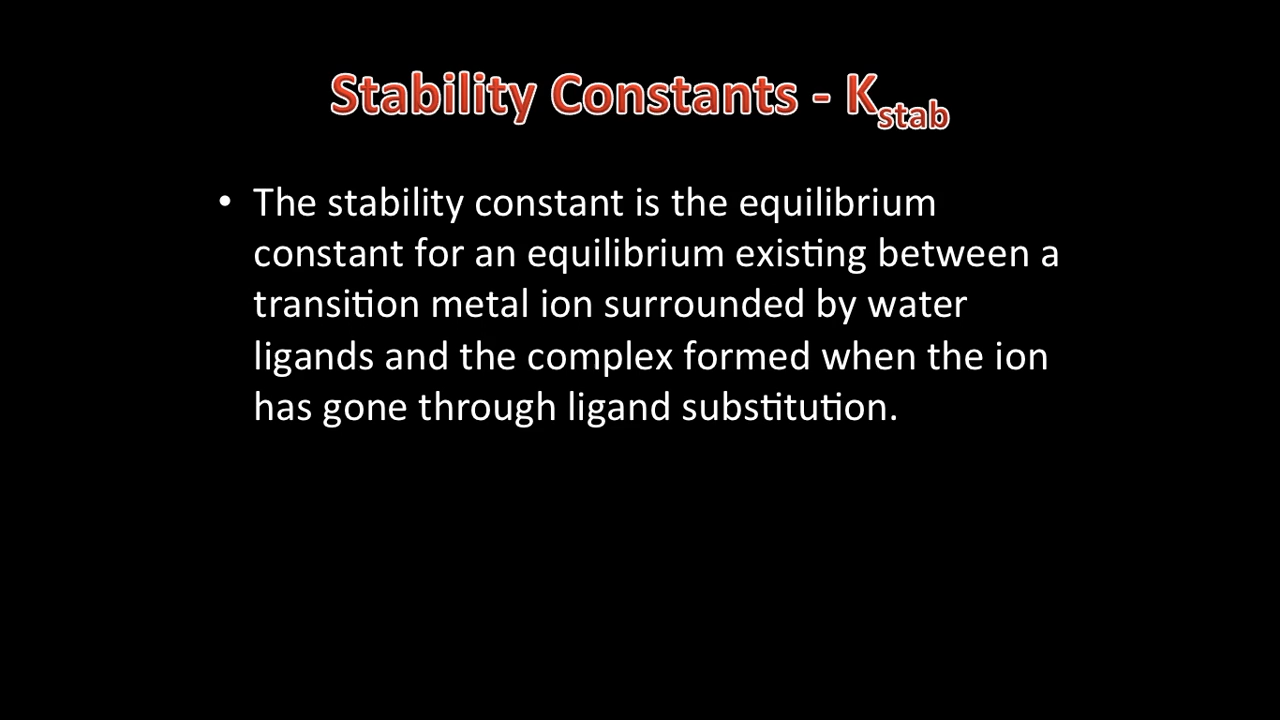 Stability Constants - Kstab
• The stability constant is the equilibrium
constant for an equilibrium existing between a
transition metal ion surrounded by water
ligands and the complex formed when the ion
has gone through ligand substitution.